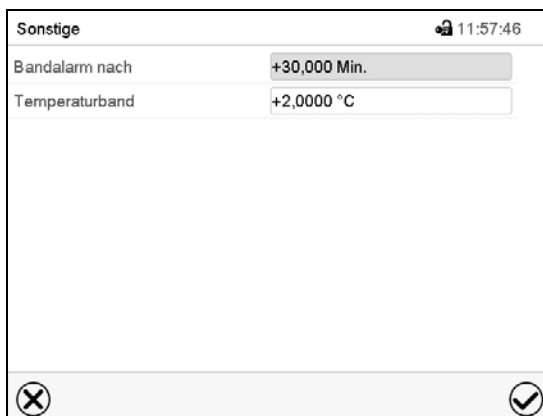 Sonstige 11:57:46
Bandalarm nach +30,000 Min.
Temperaturband +2,0000 °C